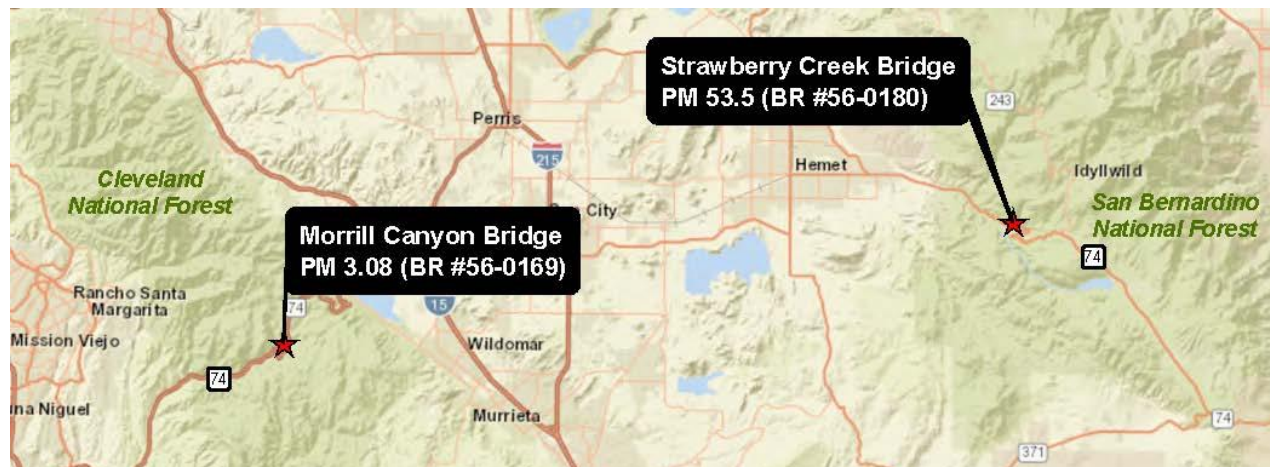 Strawberry Creek Bridge
PM 53.5 (BR #56-0180)
243
Perris
215
Hemet
Idyllwild
Cleveland
National Forest
San Bernardino
National Forest
City
Morrill Canyon Bridge
PM 3.08 (BR #56-0169)
74
Rancho Santa
Margarita
74
15
Mission Viejo
Wildomar
74
Niguel
Murrieta
74
371